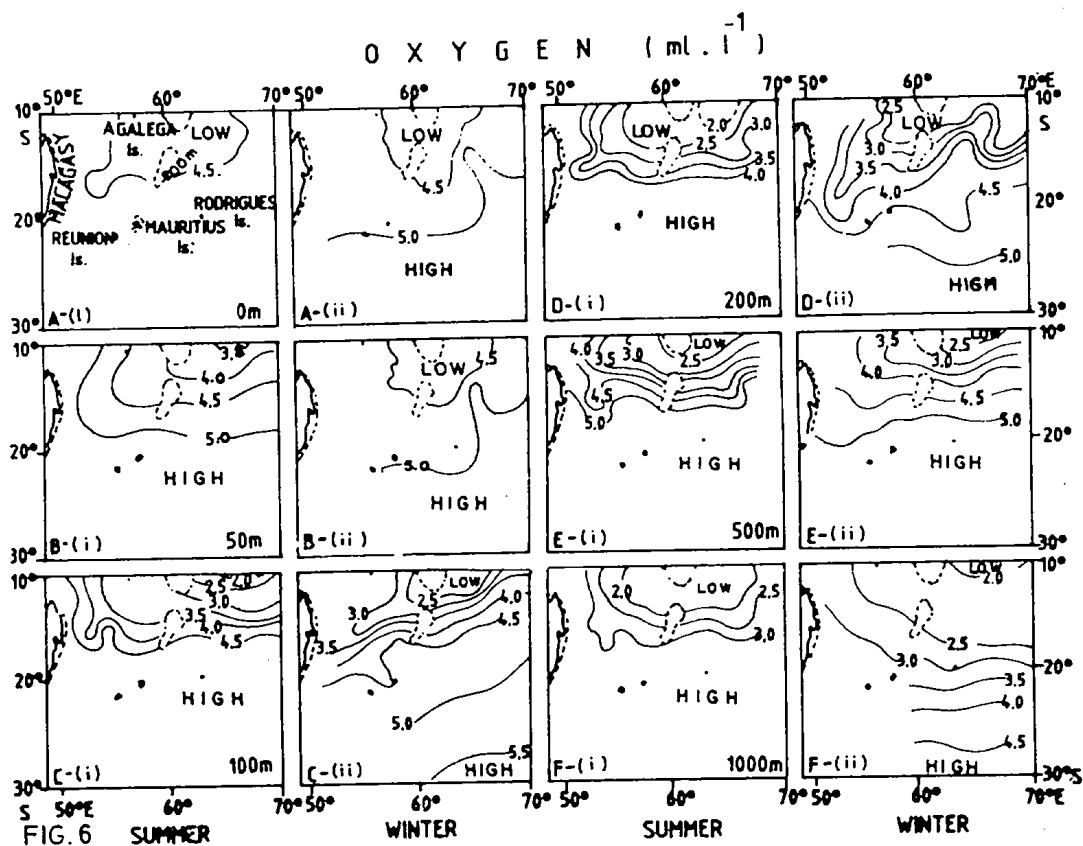 OXYGEN (ml.l-1)
50°E 60° 70° 50° 60° 70° 50° 60° 70° 50° 60° 70°E
10°
S
20°
30°
MALAGASY
AGALEGA
Is.
LOW
200m
4.5
RODRIGUES
Is.
MAURITIUS
Is.
REUNION
Is.
A-(i) 0m
LOW
4.5
5.0
HIGH
A-(ii)
LOW
2.0
3.0
2.5
3.5
4.0
HIGH
D-(i) 200m
10°
S
20°
30°
2.5
LOW
3.0
3.5
4.0
4.5
5.0
HIGH
D-(ii)
10°
20°
30°
3.8
4.0
4.5
5.0
HIGH
B-(i) 50m
4.5
LOW
5.0
HIGH
B-(ii)
4.0
3.5
3.0
LOW
2.5
4.5
5.0
HIGH
E-(i) 500m
10°
20°
30°
LOW
3.5
2.5
3.0
4.0
4.5
5.0
HIGH
E-(ii)
10°
20°
30°
S
2.0
2.5
3.0
3.5
4.0
4.5
HIGH
C-(i) 100m
LOW
2.5
3.0
4.0
4.5
3.5
5.0
5.5
HIGH
C-(ii)
2.0
LOW
2.5
3.0
HIGH
F-(i) 1000m
10°
20°
30°S
LOW
2.0
2.5
3.0
3.5
4.0
4.5
HIGH
F-(ii)
50°E 60° 70° 50° 60° 70° 50° 60° 70° 50° 60° 70°E
FIG. 6 SUMMER WINTER SUMMER WINTER